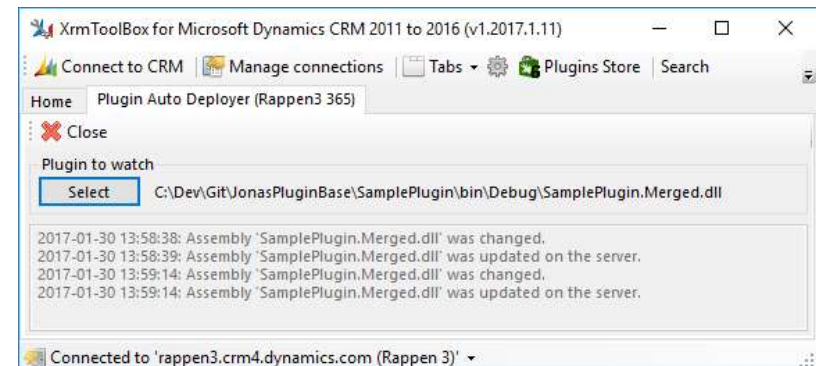 XrmToolBox for Microsoft Dynamics CRM 2011 to 2016 (v1.2017.1.11)
Connect to CRM Manage connections Tabs Plugins Store Search
Home Plugin Auto Deployer (Rappen3 365)
Close
Plugin to watch
Select C:\Dev\Git\JonasPluginBase\SamplePlugin\bin\Debug\SamplePlugin.Merged.dll
2017-01-30 13:58:38: Assembly 'SamplePlugin.Merged.dll' was changed.
2017-01-30 13:58:39: Assembly 'SamplePlugin.Merged.dll' was updated on the server.
2017-01-30 13:59:14: Assembly 'SamplePlugin.Merged.dll' was changed.
2017-01-30 13:59:14: Assembly 'SamplePlugin.Merged.dll' was updated on the server.
Connected to 'rappen3.crm4.dynamics.com (Rappen 3)'